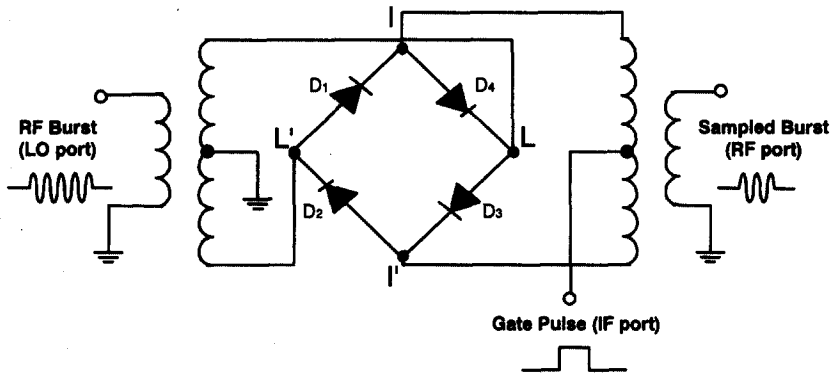 I
D₁
D₄
RF Burst
(LO port)
L'
L
Sampled Burst
(RF port)
D₂
D₃
I'
Gate Pulse (IF port)